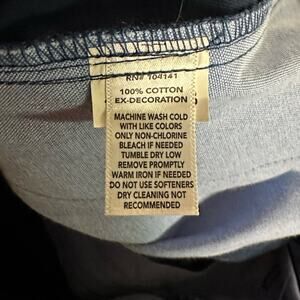 RN# 104141
100% COTTON
EX-DECORATION
MACHINE WASH COLD
WITH LIKE COLORS
ONLY NON-CHLORINE
BLEACH IF NEEDED
TUMBLE DRY LOW
REMOVE PROMPTLY
WARM IRON IF NEEDED
DO NOT USE SOFTENERS
DRY CLEANING NOT
RECOMMENDED